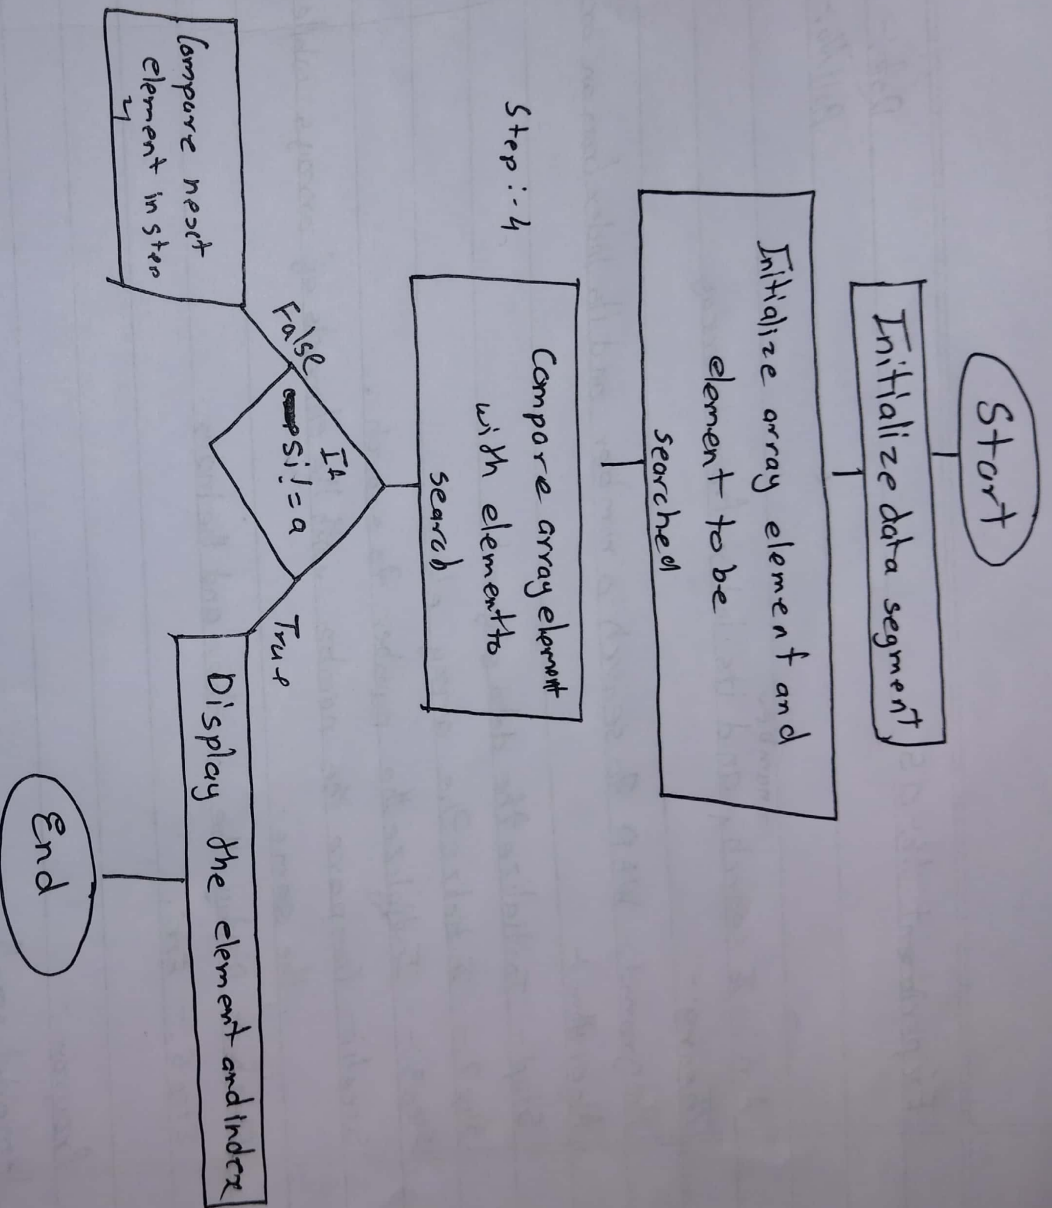 Start
Initialize data segment
Initialize array element and
element to be
searched
Step:-4
Compare array element
with element to
search
If
si!=a
False
True
Compare next
element in step
4
Display the element and index
End